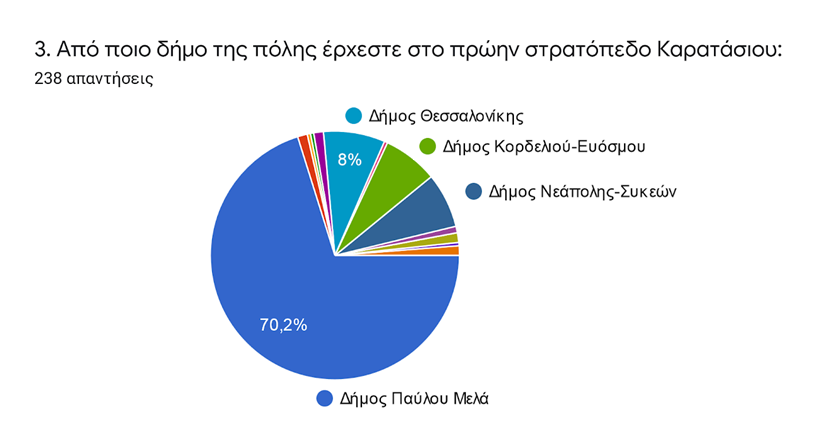 3. Από ποιο δήμο της πόλης έρχεστε στο πρώην στρατόπεδο Καρατάσιου:
238 απαντήσεις
Δήμος Θεσσαλονίκης
8%
Δήμος Κορδελιού-Ευόσμου
Δήμος Νεάπολης-Συκεών
70,2%
Δήμος Παύλου Μελά